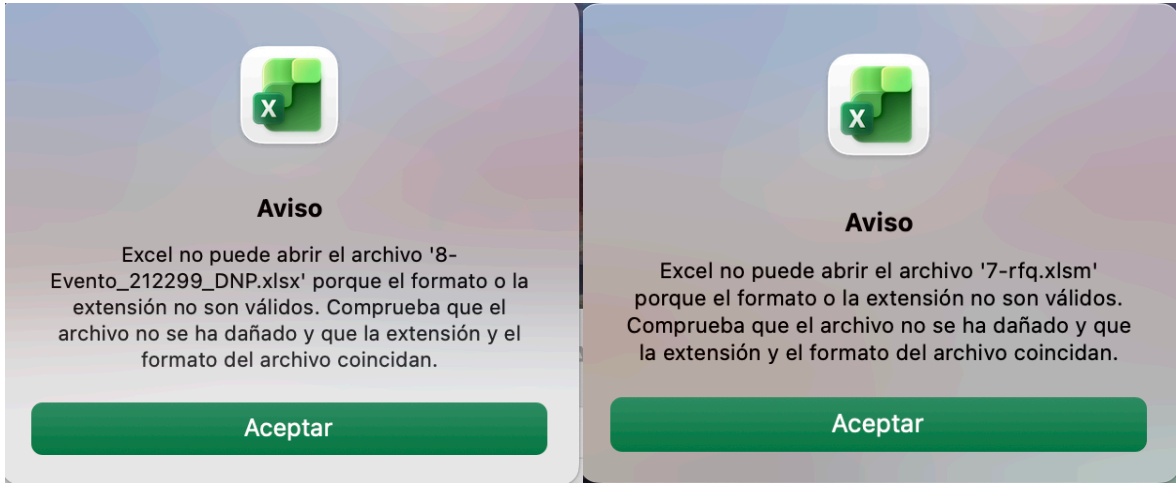 X
Aviso
Excel no puede abrir el archivo '8-
Evento_212299_DNP.xlsx' porque el formato o la
extensión no son válidos. Comprueba que el
archivo no se ha dañado y que la extensión y el
formato del archivo coincidan.
Aceptar
X
Aviso
Excel no puede abrir el archivo '7-rfq.xlsm'
porque el formato o la extensión no son válidos.
Comprueba que el archivo no se ha dañado y que
la extensión y el formato del archivo coincidan.
Aceptar